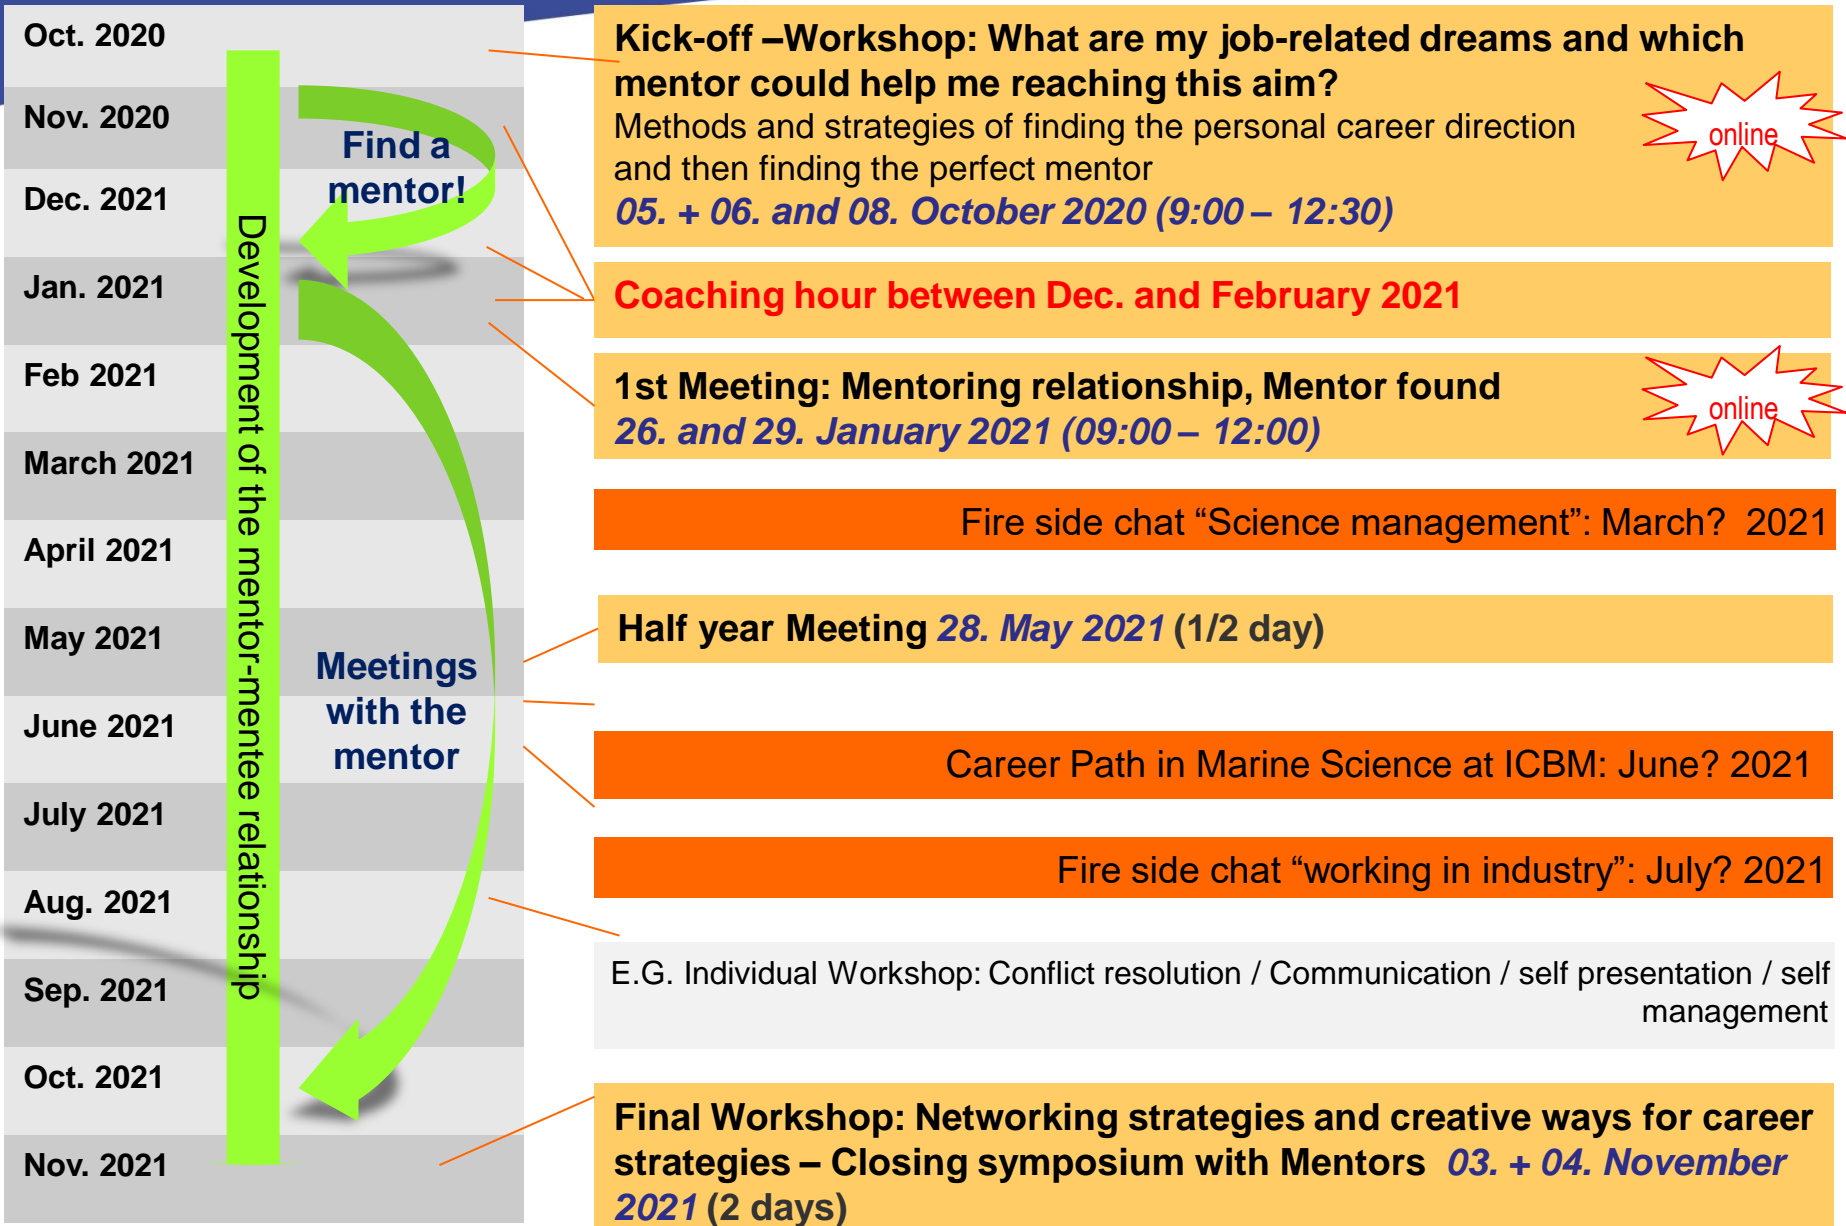 Oct. 2020
Nov. 2020
Dec. 2021
Jan. 2021
Feb 2021
March 2021
April 2021
May 2021
June 2021
July 2021
Aug. 2021
Sep. 2021
Oct. 2021
Nov. 2021
Development of the mentor-mentee relationship
Find a
mentor!
Meetings
with the
mentor
Kick-off –Workshop: What are my job-related dreams and which
mentor could help me reaching this aim?
Methods and strategies of finding the personal career direction
and then finding the perfect mentor
05. + 06. and 08. October 2020 (9:00 – 12:30)
online
Coaching hour between Dec. and February 2021
1st Meeting: Mentoring relationship, Mentor found
26. and 29. January 2021 (09:00 – 12:00)
online
Fire side chat “Science management”: March? 2021
Half year Meeting 28. May 2021 (1/2 day)
Career Path in Marine Science at ICBM: June? 2021
Fire side chat “working in industry”: July? 2021
E.G. Individual Workshop: Conflict resolution / Communication / self presentation / self
management
Final Workshop: Networking strategies and creative ways for career
strategies – Closing symposium with Mentors 03. + 04. November
2021 (2 days)